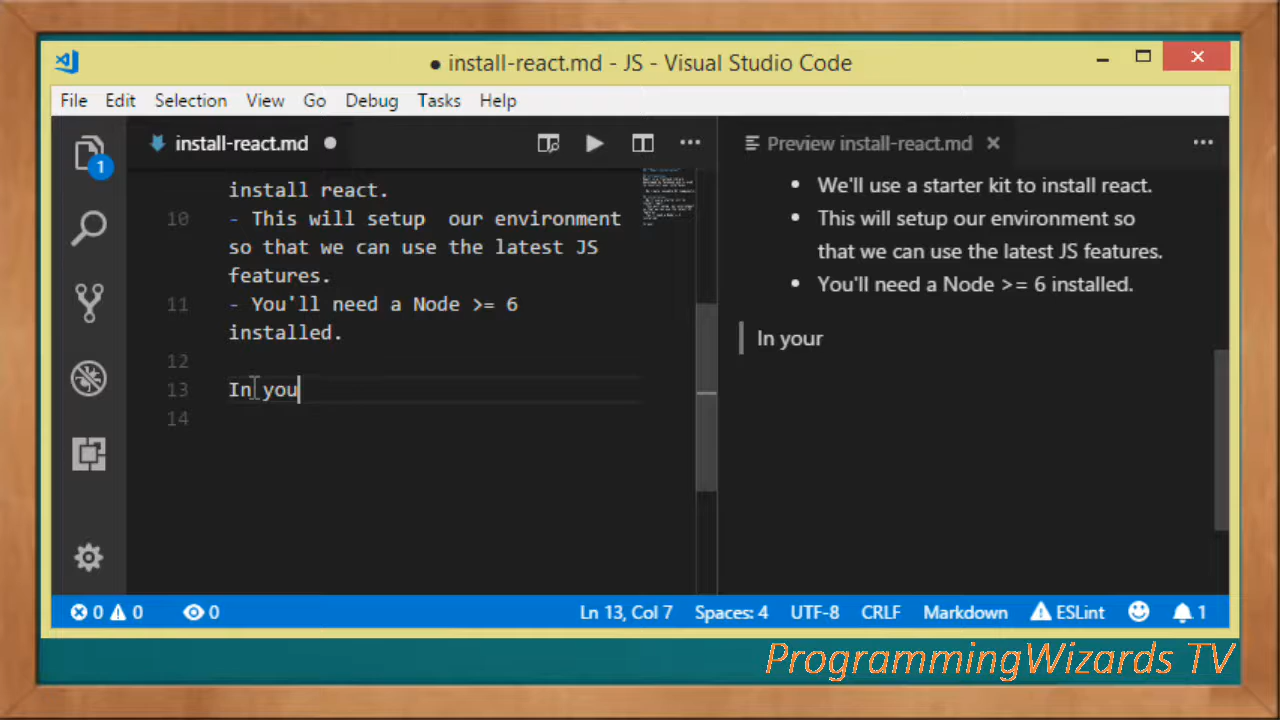 ● install-react.md - JS - Visual Studio Code
File Edit Selection View Go Debug Tasks Help
install-react.md
Preview install-react.md
1
install react.
10 - This will setup  our environment
so that we can use the latest JS
features.
11 - You'll need a Node >= 6
installed.
12
13 In you
14
• We'll use a starter kit to install react.
• This will setup our environment so
that we can use the latest JS features.
• You'll need a Node >= 6 installed.
In your
0 0 0 Ln 13, Col 7 Spaces: 4 UTF-8 CRLF Markdown ESLint 1
ProgrammingWizards TV